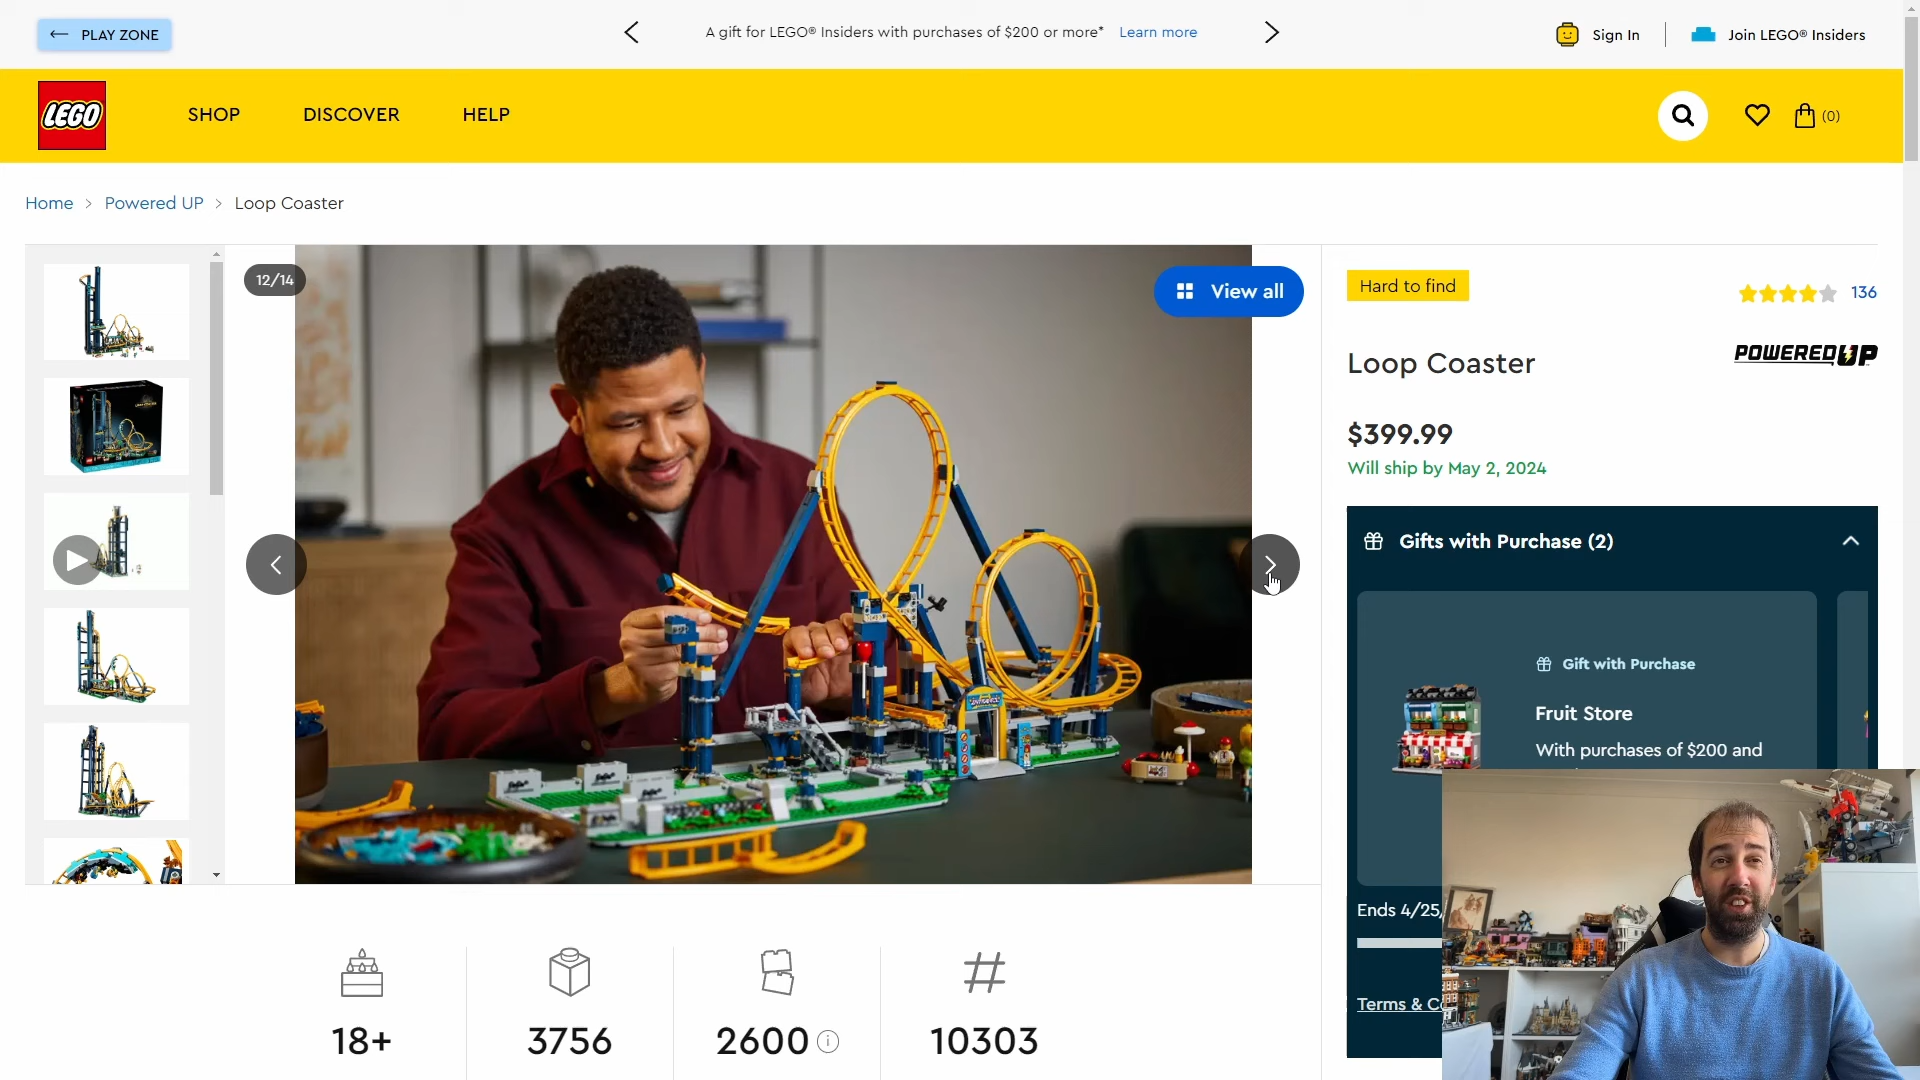 PLAY ZONE
A gift for LEGO® Insiders with purchases of $200 or more* Learn more
Sign In
Join LEGO® Insiders
LEGO
SHOP
DISCOVER
HELP
(0)
Home > Powered UP > Loop Coaster
12/14
View all
Hard to find
136
Loop Coaster
POWERED UP
$399.99
Will ship by May 2, 2024
Gifts with Purchase (2)
Gift with Purchase
Fruit Store
With purchases of $200 and
Ends 4/25/
Terms & Co
18+
3756
2600
10303